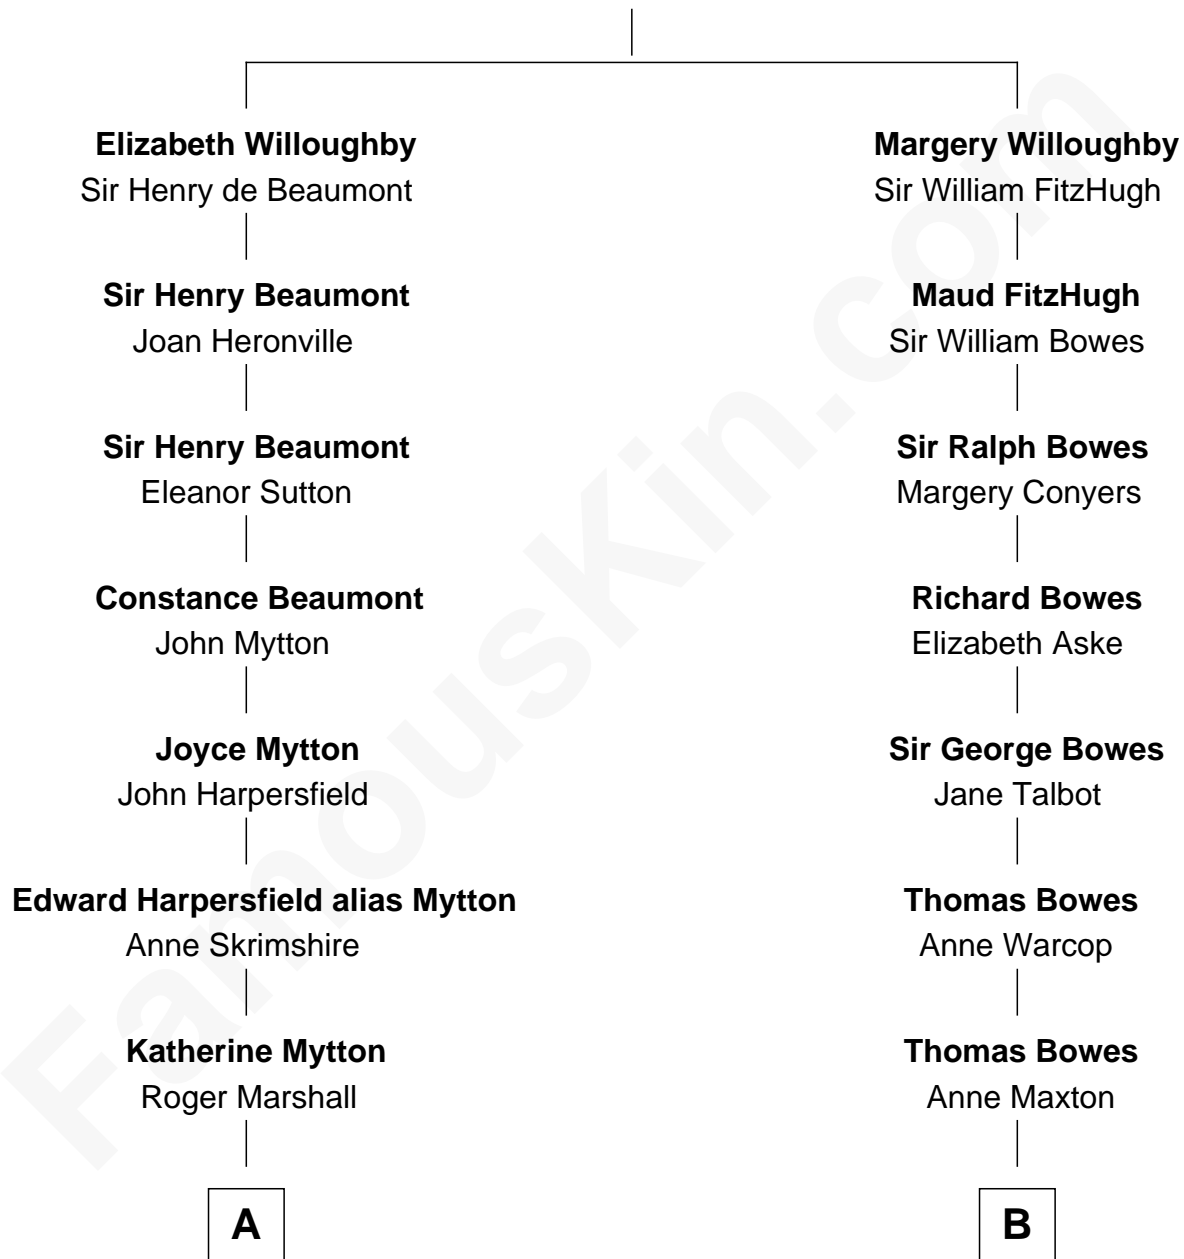 Elizabeth Willoughby
Sir Henry de Beaumont
Sir Henry Beaumont
Joan Heronville
Sir Henry Beaumont
Eleanor Sutton
Constance Beaumont
John Mytton
Joyce Mytton
John Harpersfield
Edward Harpersfield alias Mytton
Anne Skrimshire
Katherine Mytton
Roger Marshall
A
Margery Willoughby
Sir William FitzHugh
Maud FitzHugh
Sir William Bowes
Sir Ralph Bowes
Margery Conyers
Richard Bowes
Elizabeth Aske
Sir George Bowes
Jane Talbot
Thomas Bowes
Anne Warcop
Thomas Bowes
Anne Maxton
B
FamousKin.com